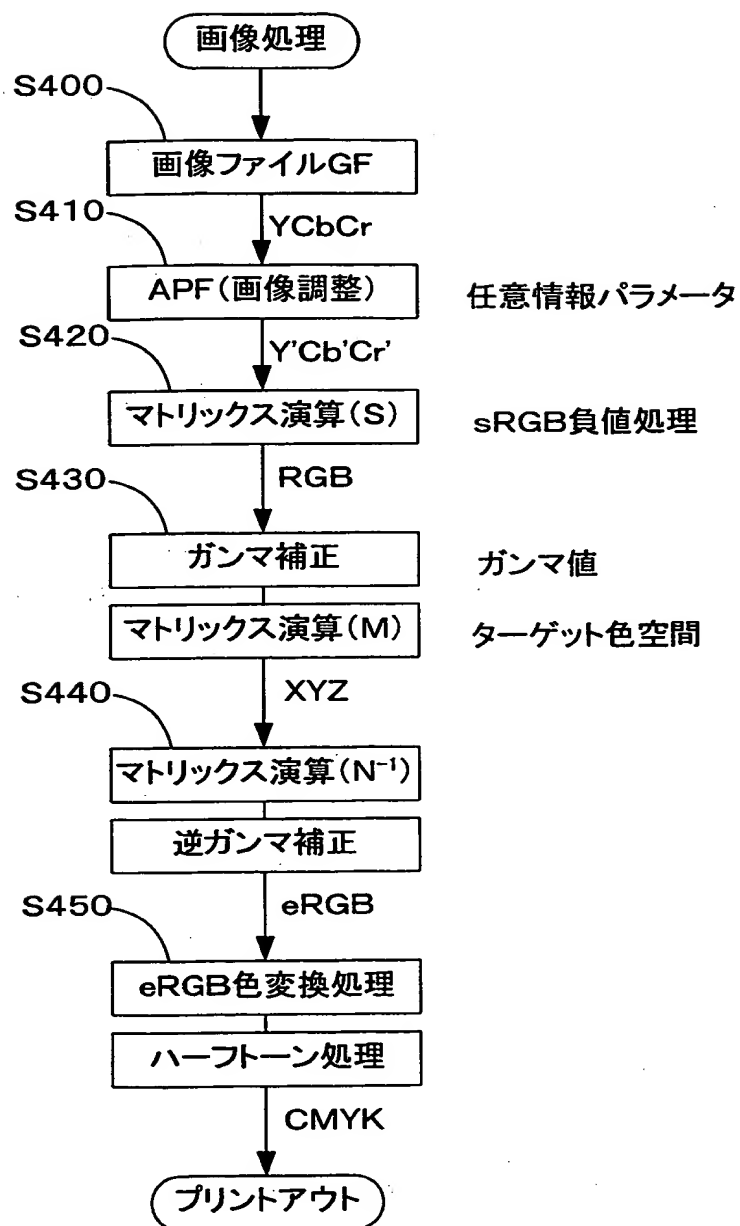 画像処理
S400
画像ファイルGF
S410
YCbCr
APF(画像調整)
任意情報パラメータ
S420
Y'Cb'Cr'
マトリックス演算(S)
sRGB負値処理
S430
RGB
ガンマ補正
ガンマ値
マトリックス演算(M)
ターゲット色空間
S440
XYZ
マトリックス演算(N⁻¹)
逆ガンマ補正
S450
eRGB
eRGB色変換処理
ハーフトーン処理
CMYK
プリントアウト